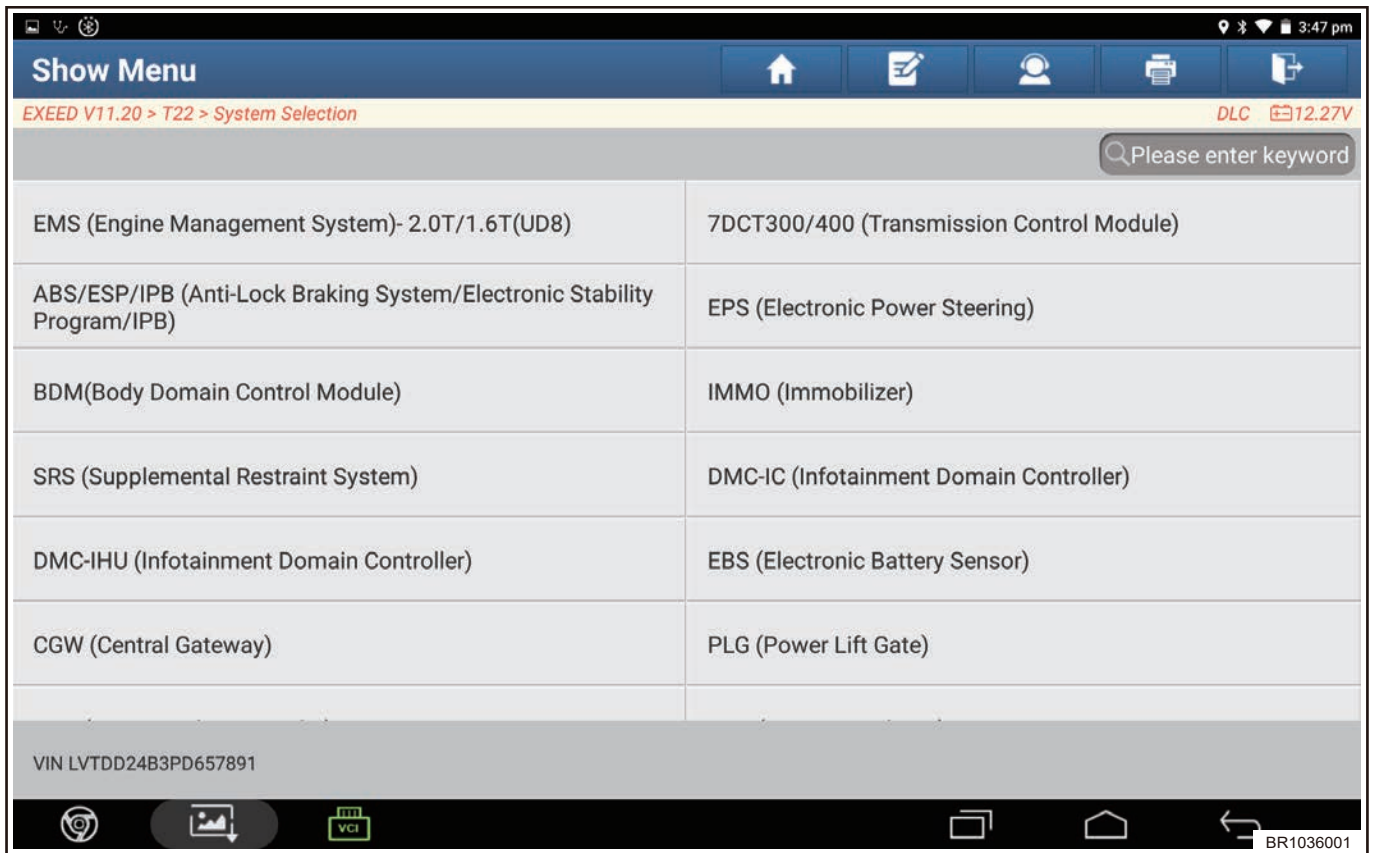 3:47 pm
Show Menu
EXEED V11.20 > T22 > System Selection
DLC 12.27V
Please enter keyword
EMS (Engine Management System)- 2.0T/1.6T(UD8)
7DCT300/400 (Transmission Control Module)
ABS/ESP/IPB (Anti-Lock Braking System/Electronic Stability
Program/IPB)
EPS (Electronic Power Steering)
BDM(Body Domain Control Module)
IMMO (Immobilizer)
SRS (Supplemental Restraint System)
DMC-IC (Infotainment Domain Controller)
DMC-IHU (Infotainment Domain Controller)
EBS (Electronic Battery Sensor)
CGW (Central Gateway)
PLG (Power Lift Gate)
VIN LVTDD24B3PD657891
VCI
BR1036001